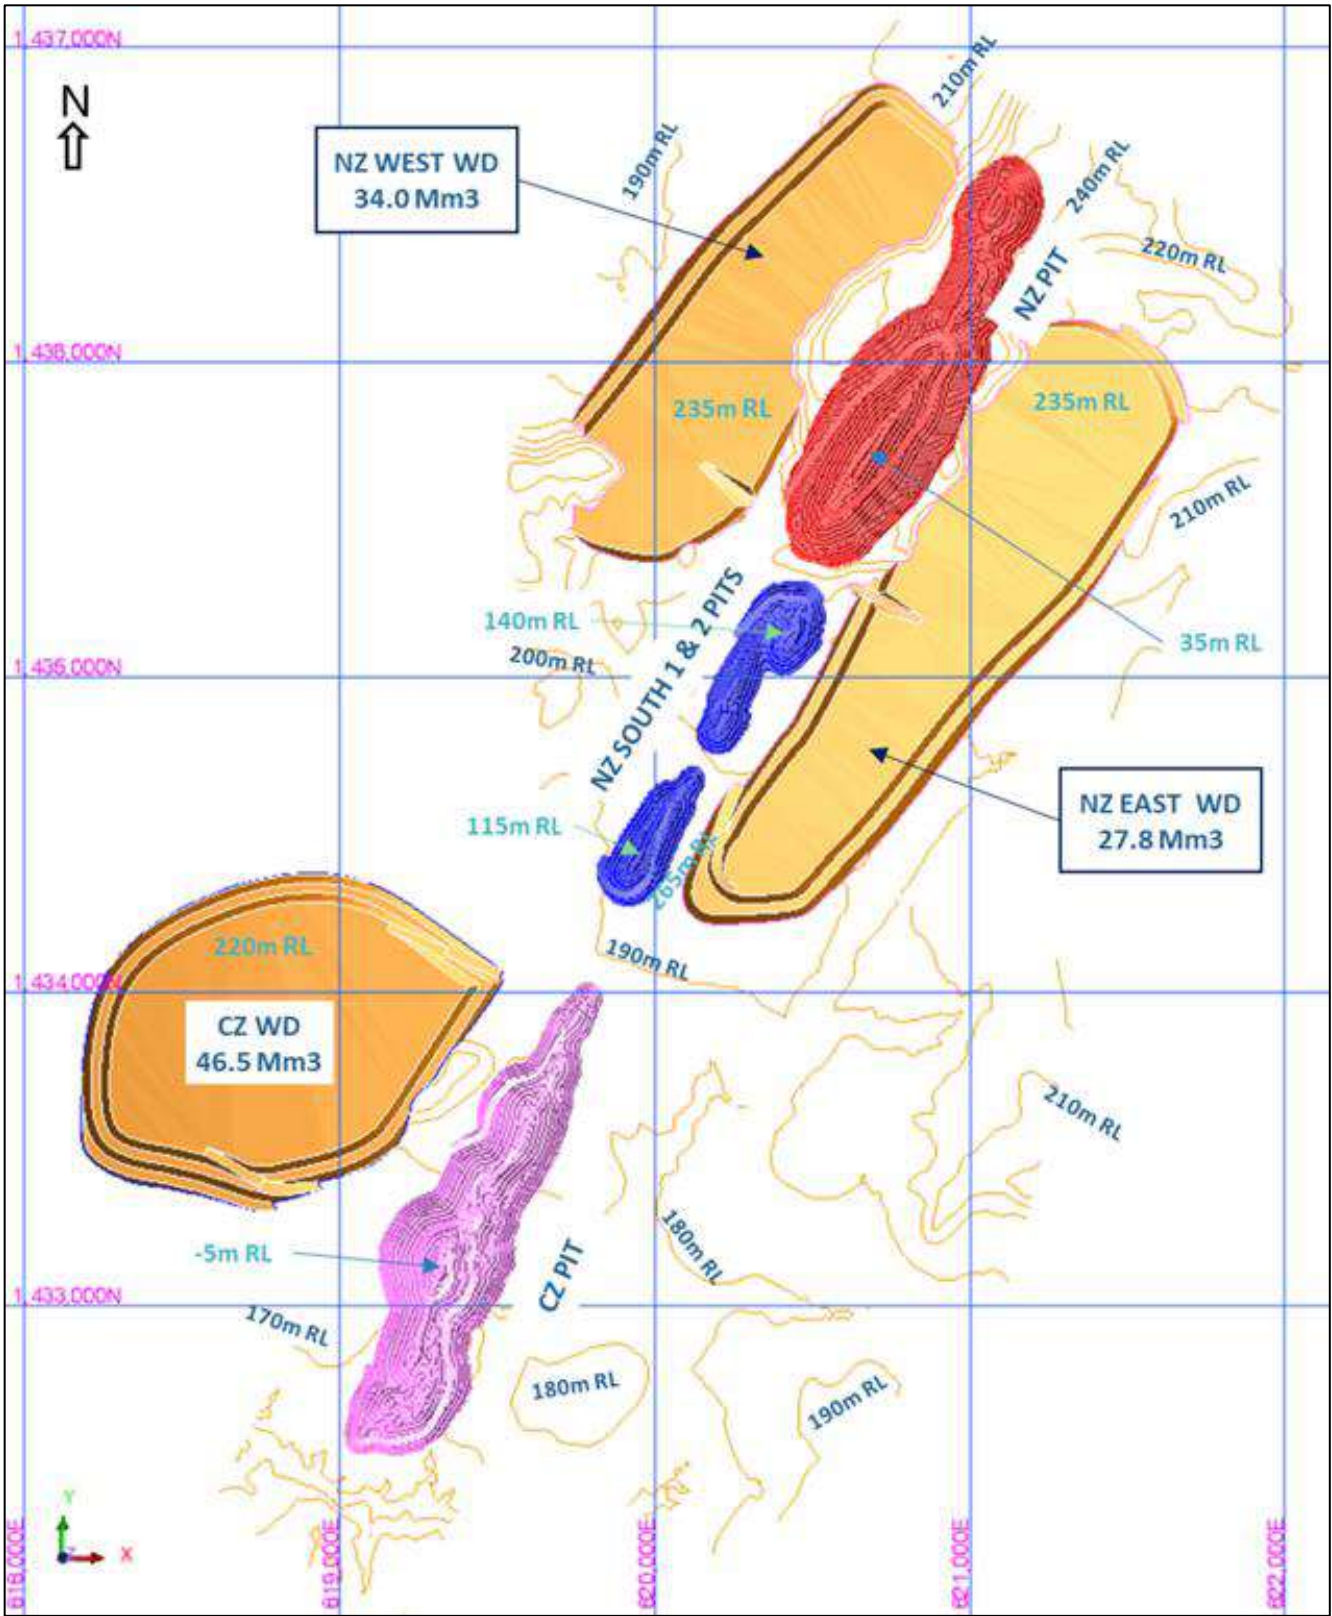 1,437,000N
N
210m RL
NZ WEST WD
34.0 Mm3
190m RL
240m RL
220m RL
NZ PIT
1,436,000N
235m RL
235m RL
210m RL
NZ SOUTH 1 & 2 PITS
140m RL
35m RL
200m RL
1,435,000N
NZ EAST WD
27.8 Mm3
115m RL
265m RL
220m RL
190m RL
1,434,000N
CZ WD
46.5 Mm3
210m RL
180m RL
-5m RL
CZ PIT
1,433,000N
170m RL
180m RL
190m RL
Y
X
Z
618,000E
619,000E
620,000E
621,000E
622,000E